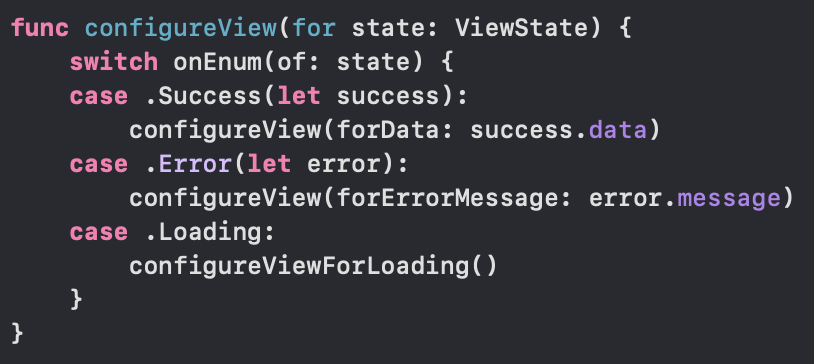 func configureView(for state: ViewState) {
    switch onEnum(of: state) {
    case .Success(let success):
        configureView(forData: success.data)
    case .Error(let error):
        configureView(forErrorMessage: error.message)
    case .Loading:
        configureViewForLoading()
    }
}